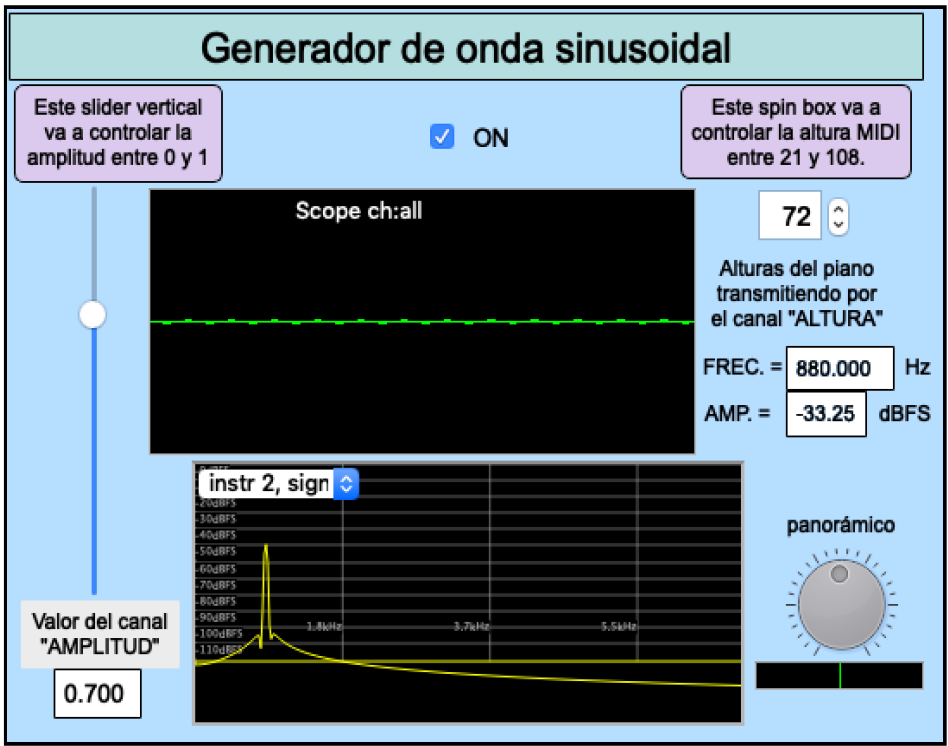 Generador de onda sinusoidal
Este slider vertical
va a controlar la
amplitud entre 0 y 1
ON
Este spin box va a
controlar la altura MIDI
entre 21 y 108.
Scope ch:all
72
Alturas del piano
transmitiendo por
el canal "ALTURA"
FREC. = 880.000 Hz
AMP. = -33.25 dBFS
instr 2, sign
-20dBFS
-30dBFS
-40dBFS
-50dBFS
-60dBFS
-70dBFS
-80dBFS
-90dBFS
-100dBFS
-110dBFS
1.8kHz
3.7kHz
5.5kHz
panorámico
Valor del canal
"AMPLITUD"
0.700